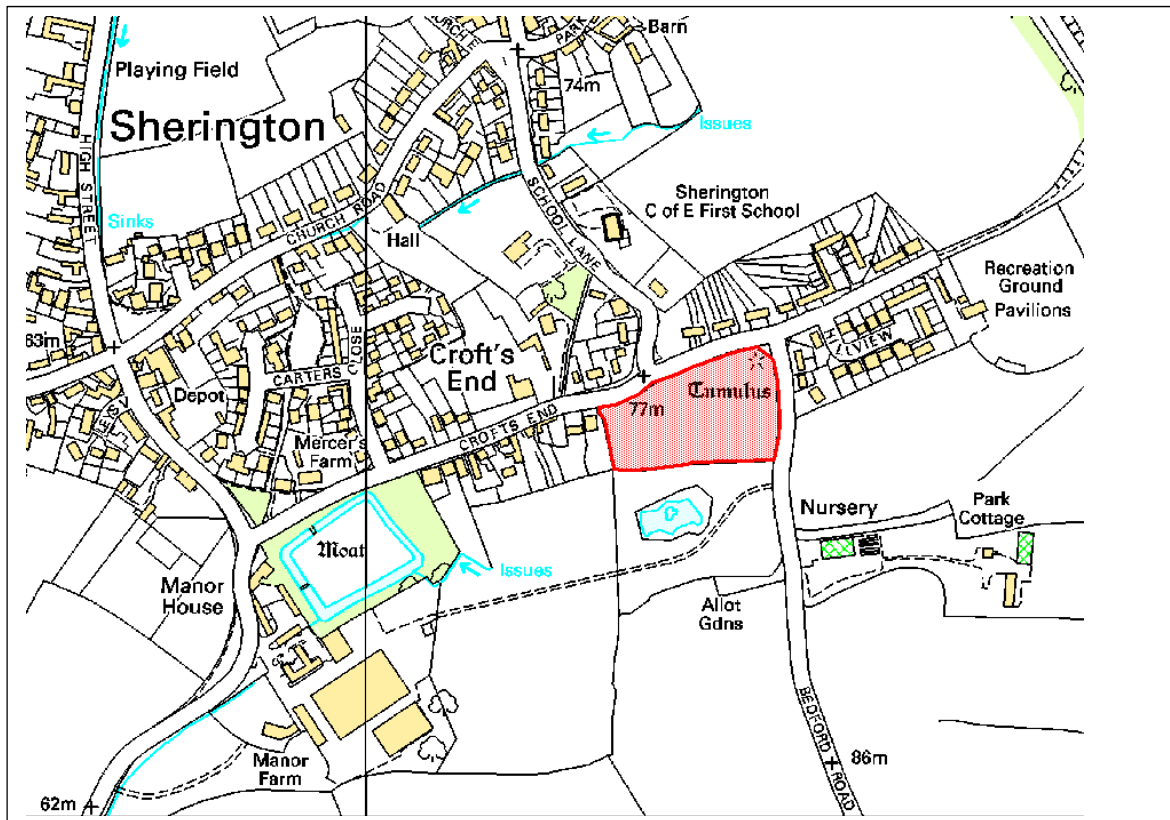 CHURCH E
PARK
Barn
Playing Field
74m
Sherington
Issues
HIGH STREET
Sinks
CHURCH ROAD
Hall
SCHOOL LANE
Sherington
C of E First School
Recreation
Ground
Pavilions
63m
HILLVIEW
Croft's
End
CARTERS CLOSE
Depot
Tumulus
77m
CROFTS END
Mercer's
Farm
Moat
Nursery
Park
Cottage
Issues
Manor
House
Allot
Gdns
BEDFORD ROAD
86m
Manor
Farm
62m